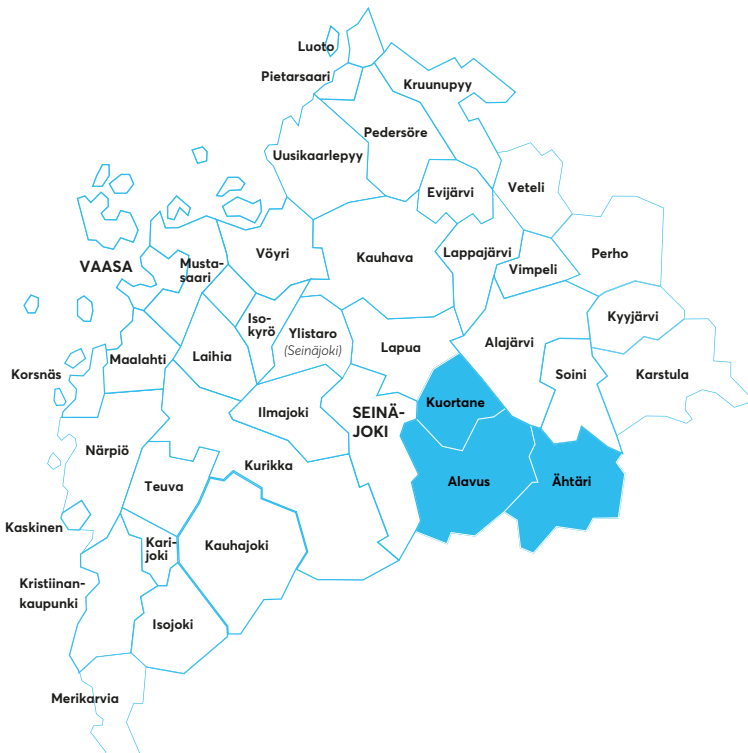 Luoto
Pietarsaari
Kruunupyy
Pedersöre
Uusikaarlepyy
Evijärvi
Veteli
Vöyri
Kauhava
Lappajärvi
Perho
VAASA
Musta-
saari
Vimpeli
Iso-
kyrö
Ylistaro
(Seinäjoki)
Kyyjärvi
Lapua
Alajärvi
Maalahti
Laihia
Korsnäs
Soini
Karstula
Kuortane
Ilmajoki
SEINÄ-
JOKI
Närpiö
Kurikka
Teuva
Alavus
Ähtäri
Kaskinen
Kari-
joki
Kauhajoki
Kristiinan-
kaupunki
Isojoki
Merikarvia